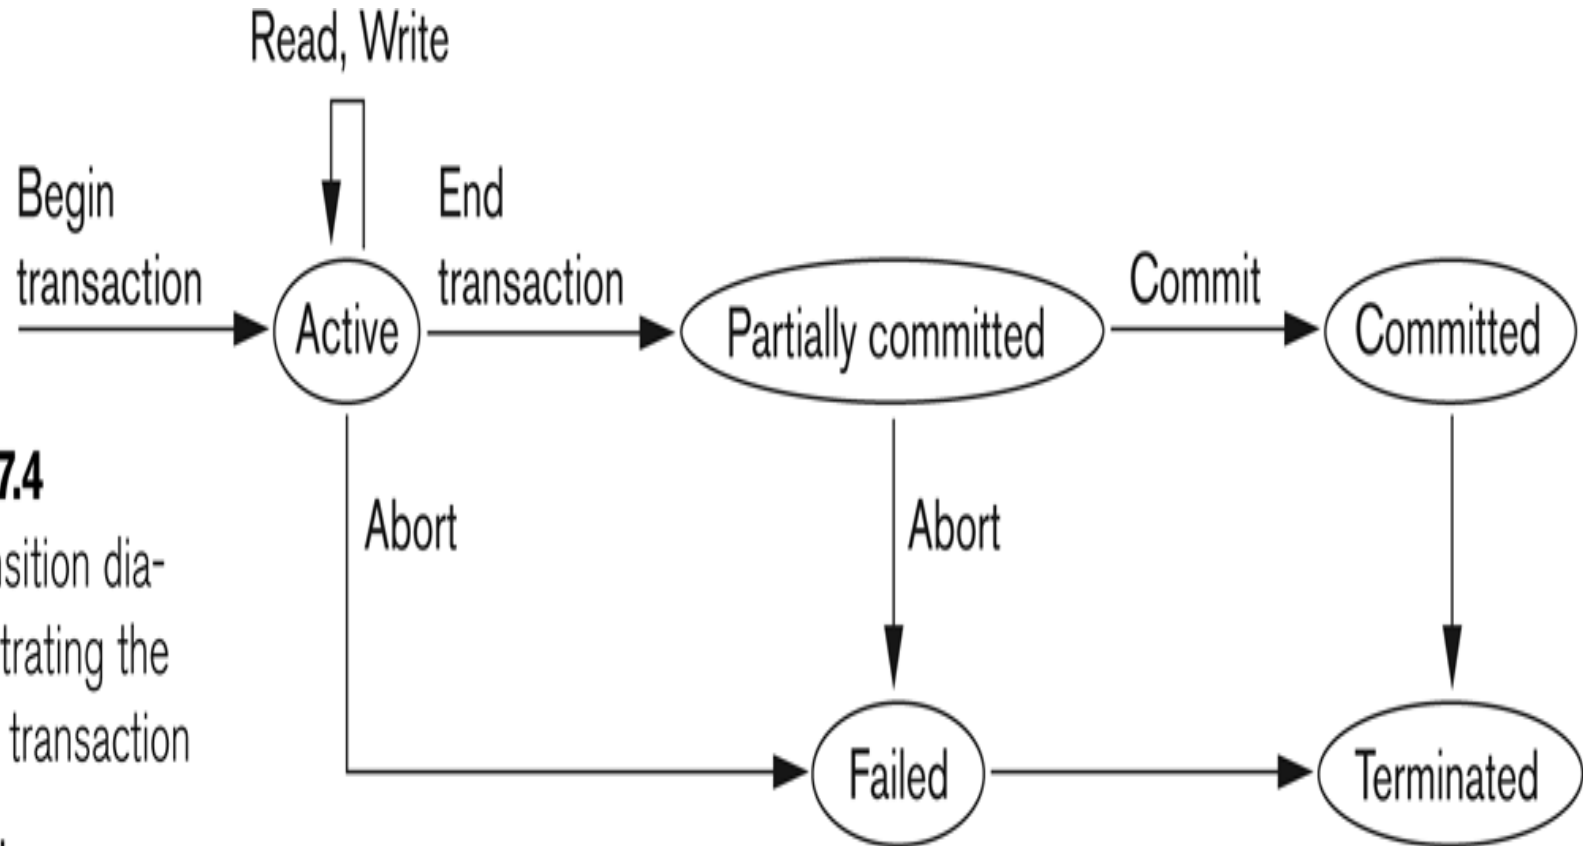 Read, Write
Begin
transaction
End
transaction
Active
Partially committed
Commit
Committed
7.4
sition dia-
trating the
transaction
Abort
Abort
Failed
Terminated